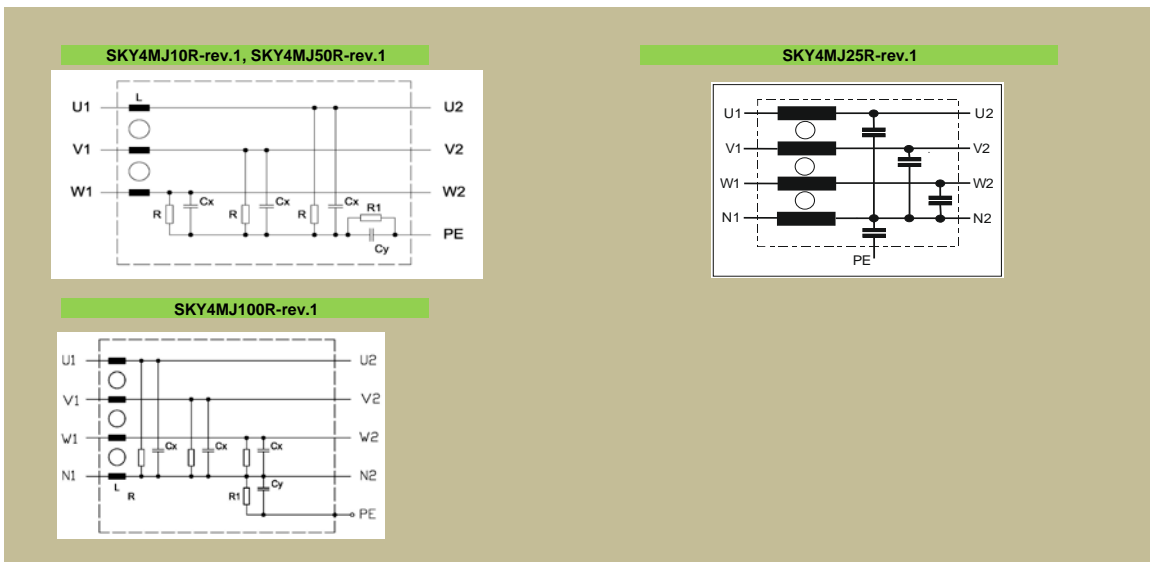 SKY4MJ10R-rev.1, SKY4MJ50R-rev.1
L
U1 U2
V1 V2
W1 W2
R Cx R Cx R Cx R1
PE
Cy
SKY4MJ25R-rev.1
U1 U2
V1 V2
W1 W2
N1 N2
PE
SKY4MJ100R-rev.1
U1 U2
V1 V2
W1 W2
Cx Cx Cx
N1 N2
L R R1 Cy
PE